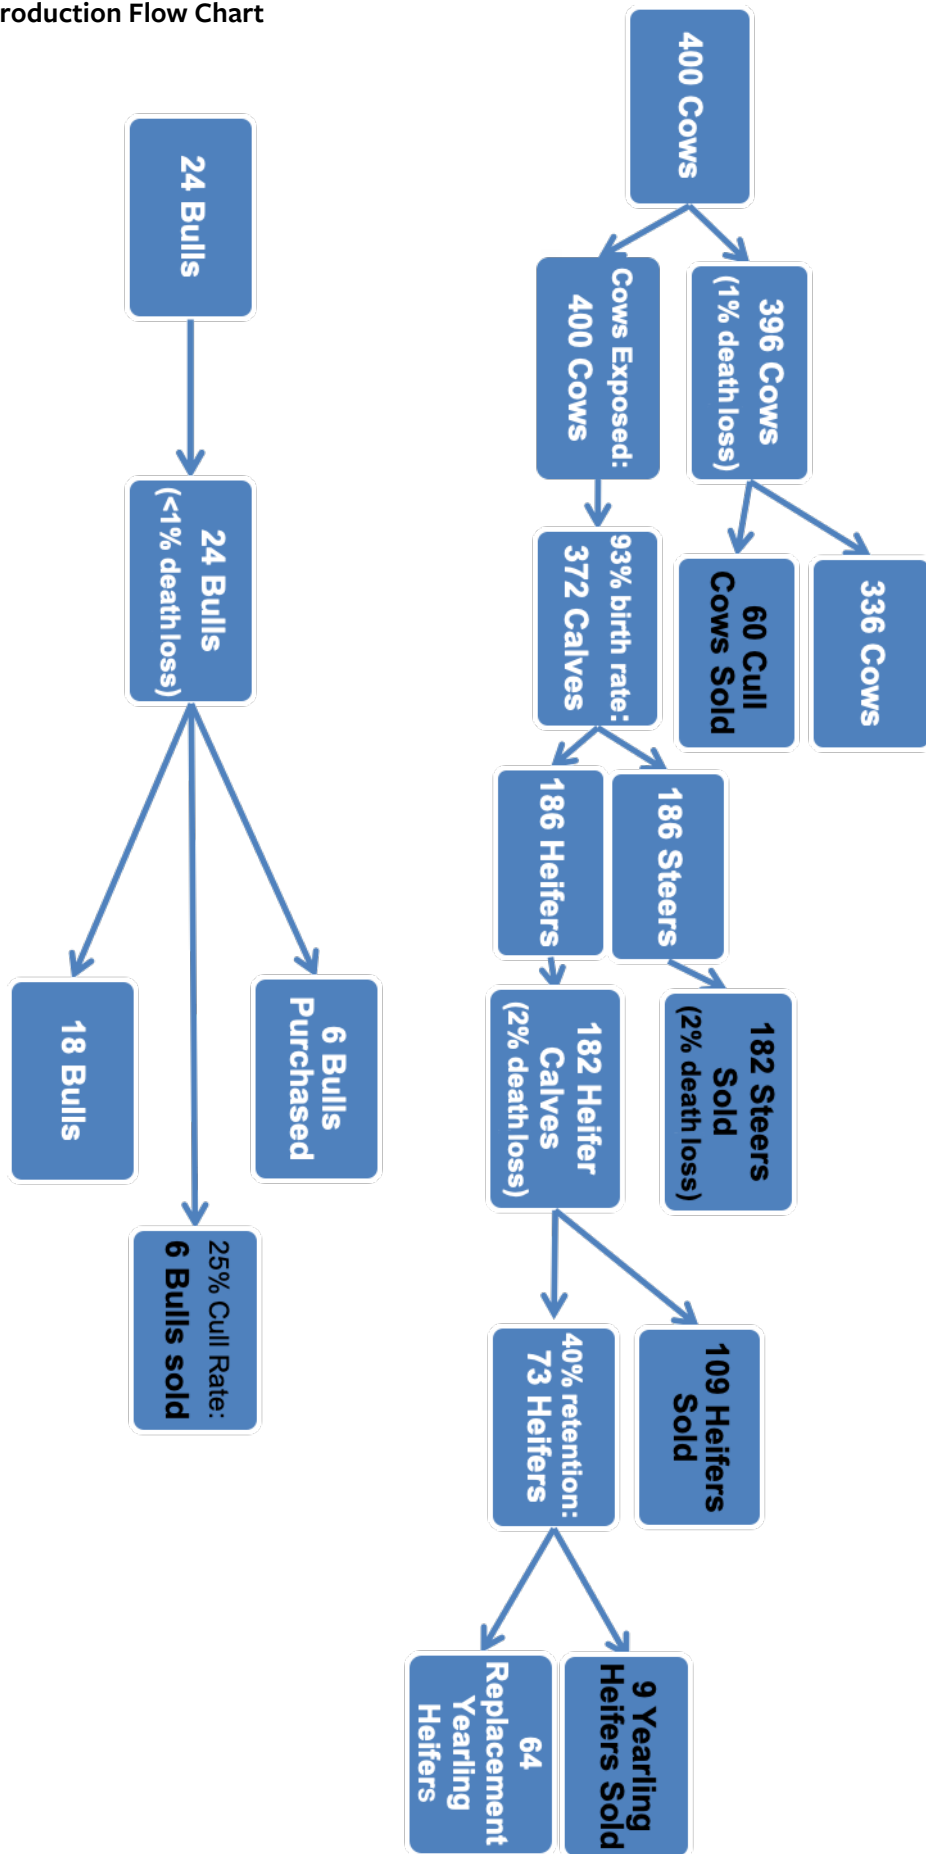 roduction Flow Chart
400 Cows
396 Cows
(1% death loss)
Cows Exposed:
400 Cows
336 Cows
60 Cull
Cows Sold
93% birth rate:
372 Calves
186 Steers
186 Heifers
182 Steers
Sold
(2% death loss)
182 Heifer
Calves
(2% death loss)
109 Heifers
Sold
40% retention:
73 Heifers
9 Yearling
Heifers Sold
64
Replacement
Yearling
Heifers
24 Bulls
24 Bulls
(<1% death loss)
6 Bulls
Purchased
25% Cull Rate:
6 Bulls sold
18 Bulls